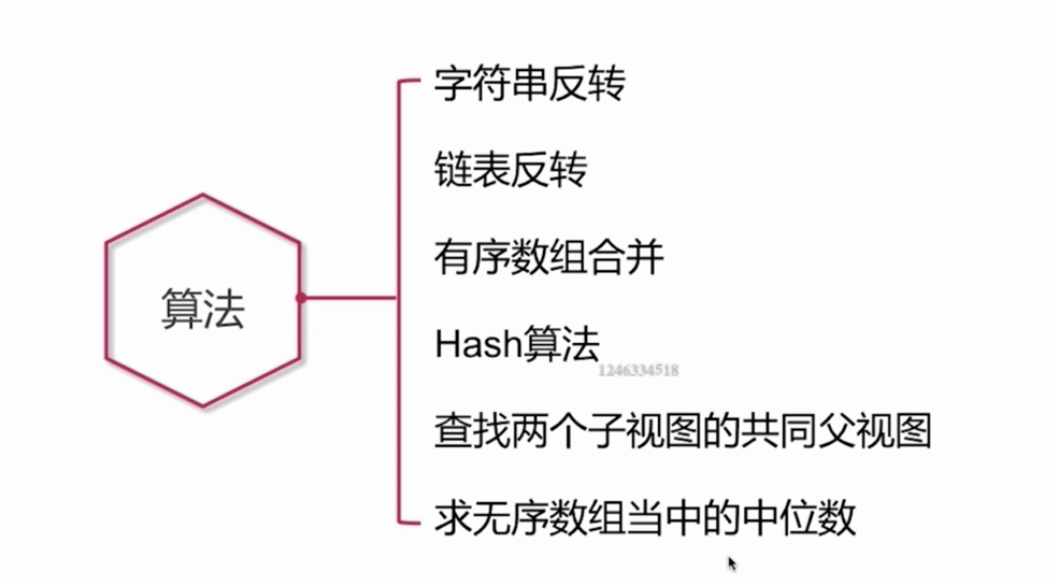 字符串反转
链表反转
有序数组合并
算法
Hash算法
1246334518
查找两个子视图的共同父视图
求无序数组当中的中位数